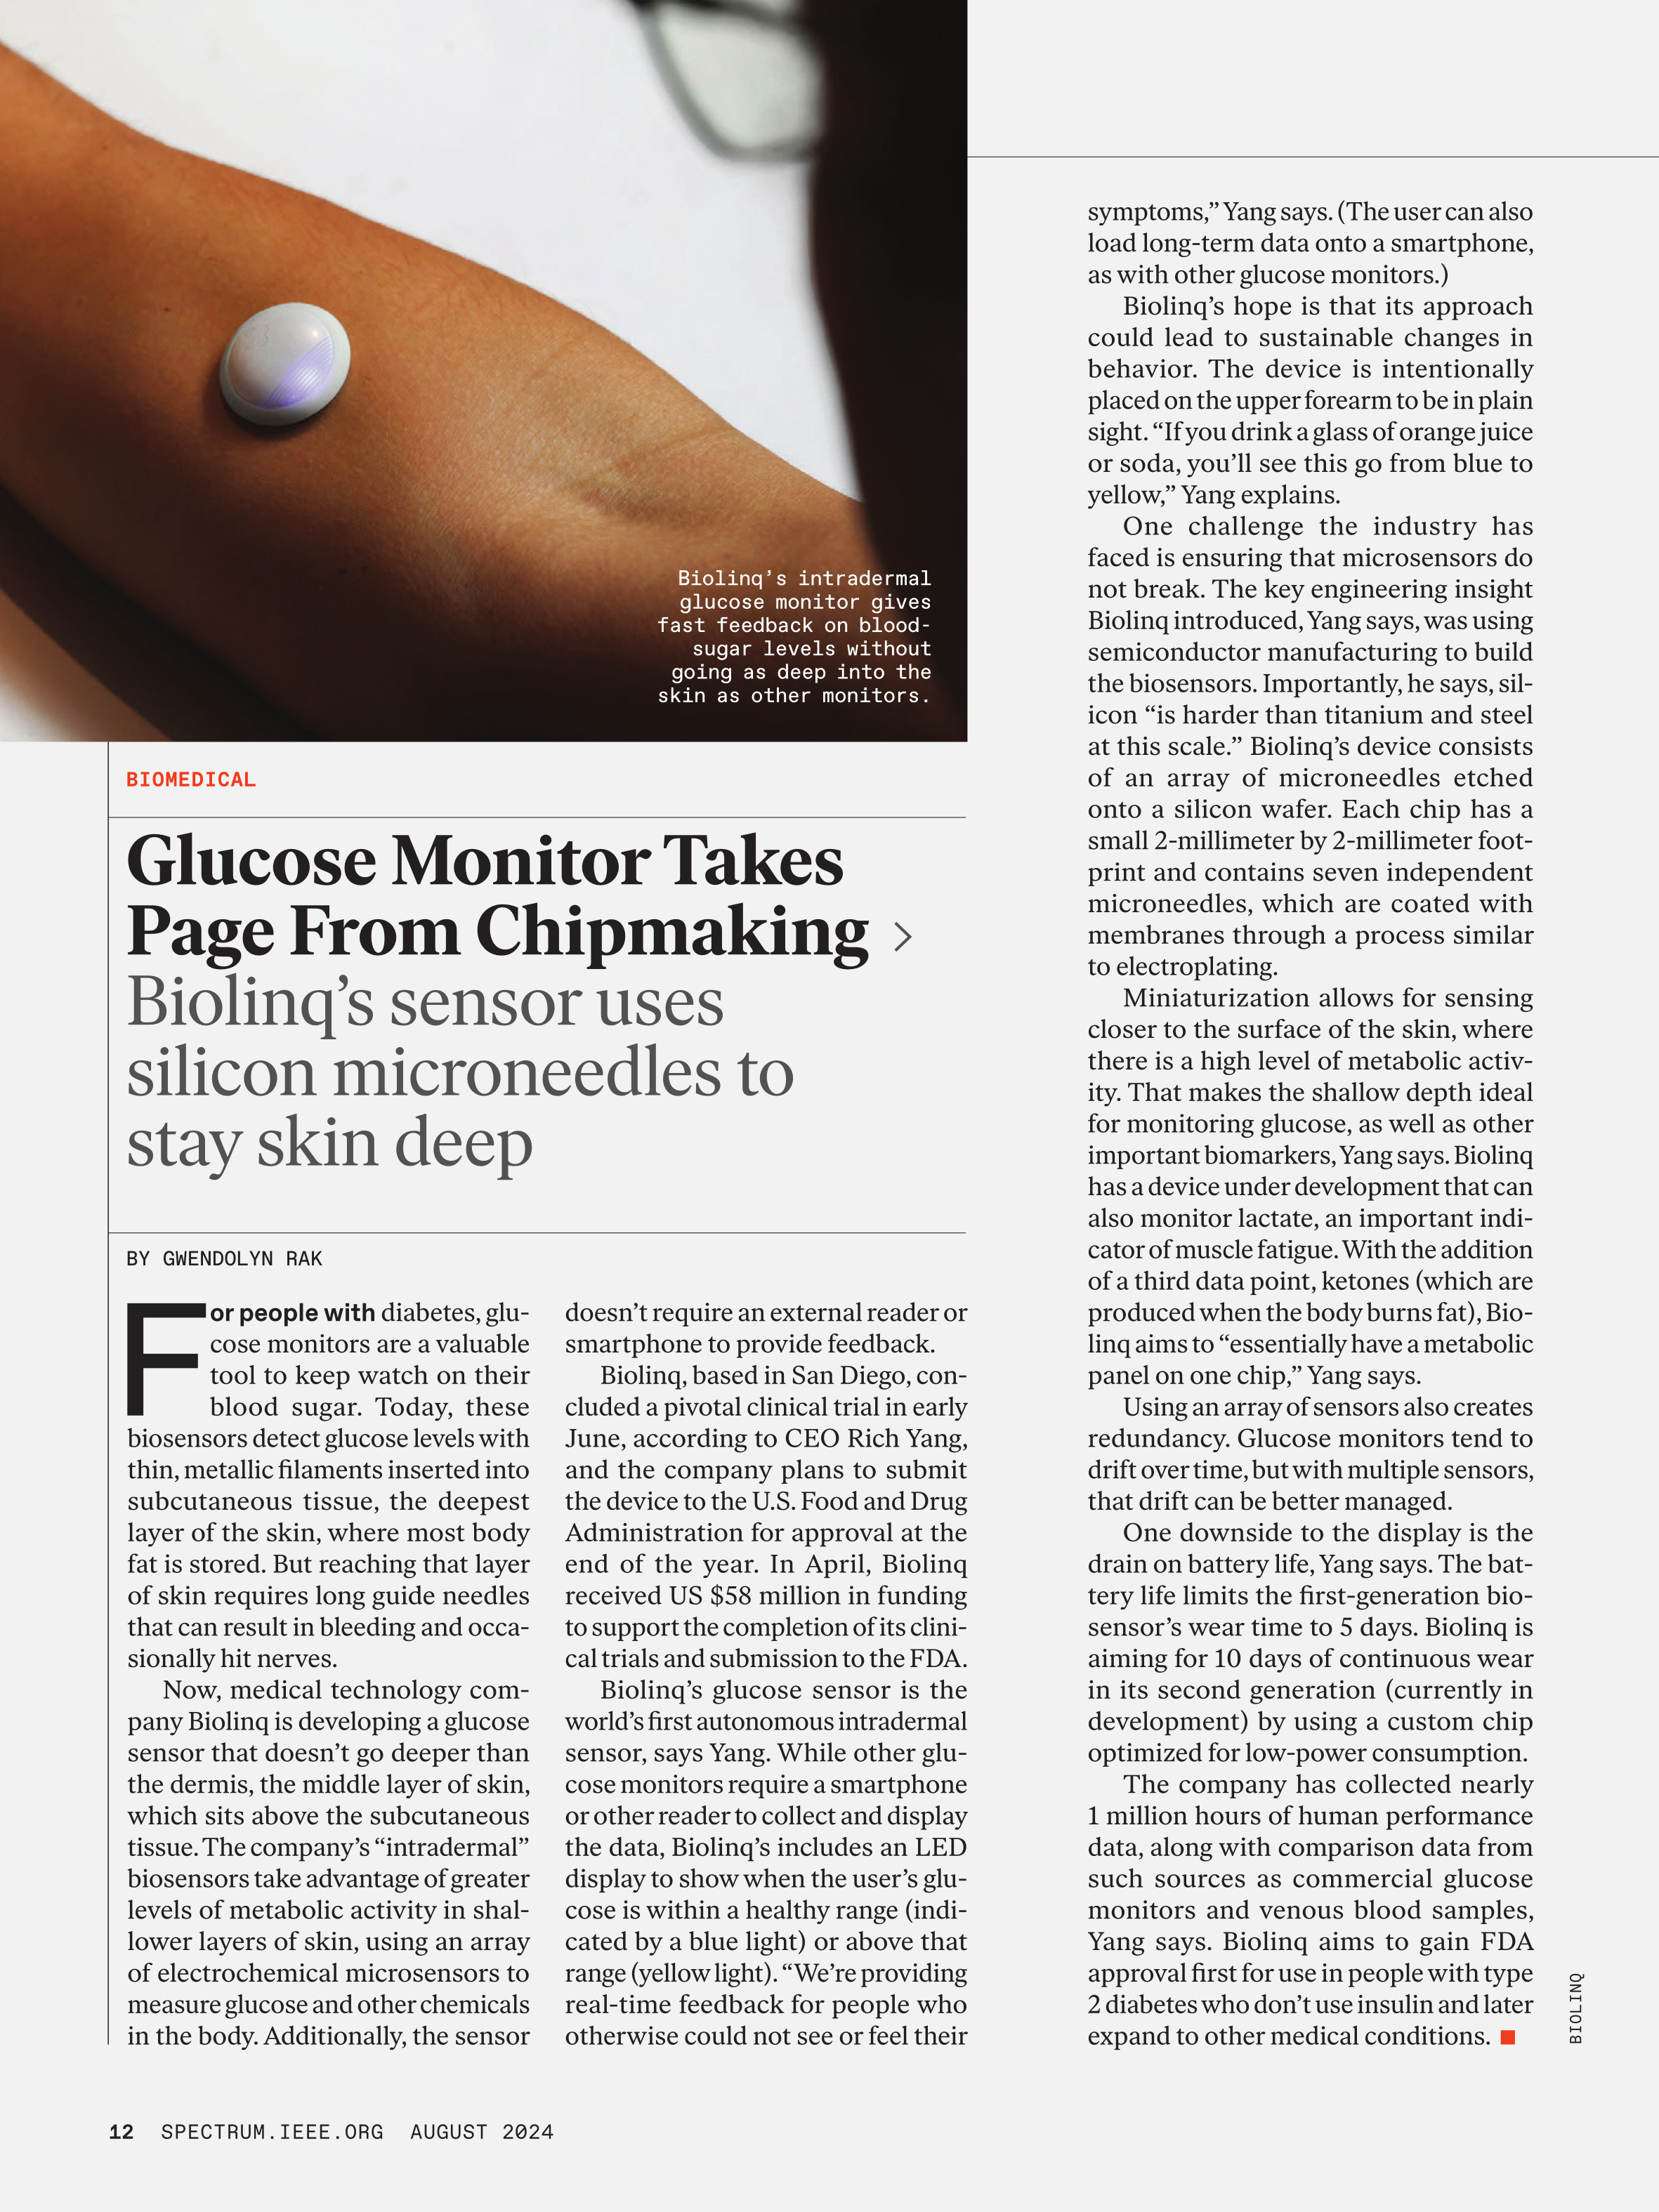 Biolinq’s intradermal
glucose monitor gives
fast feedback on blood-
sugar levels without
going as deep into the
skin as other monitors.
BIOMEDICAL
Glucose Monitor Takes
Page From Chipmaking >
Biolinq’s sensor uses
silicon microneedles to
stay skin deep
BY GWENDOLYN RAK
For people with diabetes, glu-
cose monitors are a valuable
tool to keep watch on their
blood sugar. Today, these
biosensors detect glucose levels with
thin, metallic filaments inserted into
subcutaneous tissue, the deepest
layer of the skin, where most body
fat is stored. But reaching that layer
of skin requires long guide needles
that can result in bleeding and occa-
sionally hit nerves.
Now, medical technology com-
pany Biolinq is developing a glucose
sensor that doesn’t go deeper than
the dermis, the middle layer of skin,
which sits above the subcutaneous
tissue. The company’s “intradermal”
biosensors take advantage of greater
levels of metabolic activity in shal-
lower layers of skin, using an array
of electrochemical microsensors to
measure glucose and other chemicals
in the body. Additionally, the sensor
doesn’t require an external reader or
smartphone to provide feedback.
Biolinq, based in San Diego, con-
cluded a pivotal clinical trial in early
June, according to CEO Rich Yang,
and the company plans to submit
the device to the U.S. Food and Drug
Administration for approval at the
end of the year. In April, Biolinq
received US $58 million in funding
to support the completion of its clini-
cal trials and submission to the FDA.
Biolinq’s glucose sensor is the
world’s first autonomous intradermal
sensor, says Yang. While other glu-
cose monitors require a smartphone
or other reader to collect and display
the data, Biolinq’s includes an LED
display to show when the user’s glu-
cose is within a healthy range (indi-
cated by a blue light) or above that
range (yellow light). “We’re providing
real-time feedback for people who
otherwise could not see or feel their
symptoms,” Yang says. (The user can also
load long-term data onto a smartphone,
as with other glucose monitors.)
Biolinq’s hope is that its approach
could lead to sustainable changes in
behavior. The device is intentionally
placed on the upper forearm to be in plain
sight. “If you drink a glass of orange juice
or soda, you’ll see this go from blue to
yellow,” Yang explains.
One challenge the industry has
faced is ensuring that microsensors do
not break. The key engineering insight
Biolinq introduced, Yang says, was using
semiconductor manufacturing to build
the biosensors. Importantly, he says, sil-
icon “is harder than titanium and steel
at this scale.” Biolinq’s device consists
of an array of microneedles etched
onto a silicon wafer. Each chip has a
small 2-millimeter by 2-millimeter foot-
print and contains seven independent
microneedles, which are coated with
membranes through a process similar
to electroplating.
Miniaturization allows for sensing
closer to the surface of the skin, where
there is a high level of metabolic activ-
ity. That makes the shallow depth ideal
for monitoring glucose, as well as other
important biomarkers, Yang says. Biolinq
has a device under development that can
also monitor lactate, an important indi-
cator of muscle fatigue. With the addition
of a third data point, ketones (which are
produced when the body burns fat), Bio-
linq aims to “essentially have a metabolic
panel on one chip,” Yang says.
Using an array of sensors also creates
redundancy. Glucose monitors tend to
drift over time, but with multiple sensors,
that drift can be better managed.
One downside to the display is the
drain on battery life, Yang says. The bat-
tery life limits the first-generation bio-
sensor’s wear time to 5 days. Biolinq is
aiming for 10 days of continuous wear
in its second generation (currently in
development) by using a custom chip
optimized for low-power consumption.
The company has collected nearly
1 million hours of human performance
data, along with comparison data from
such sources as commercial glucose
monitors and venous blood samples,
Yang says. Biolinq aims to gain FDA
approval first for use in people with type
2 diabetes who don’t use insulin and later
expand to other medical conditions.
BIOLINQ
12 SPECTRUM.IEEE.ORG AUGUST 2024